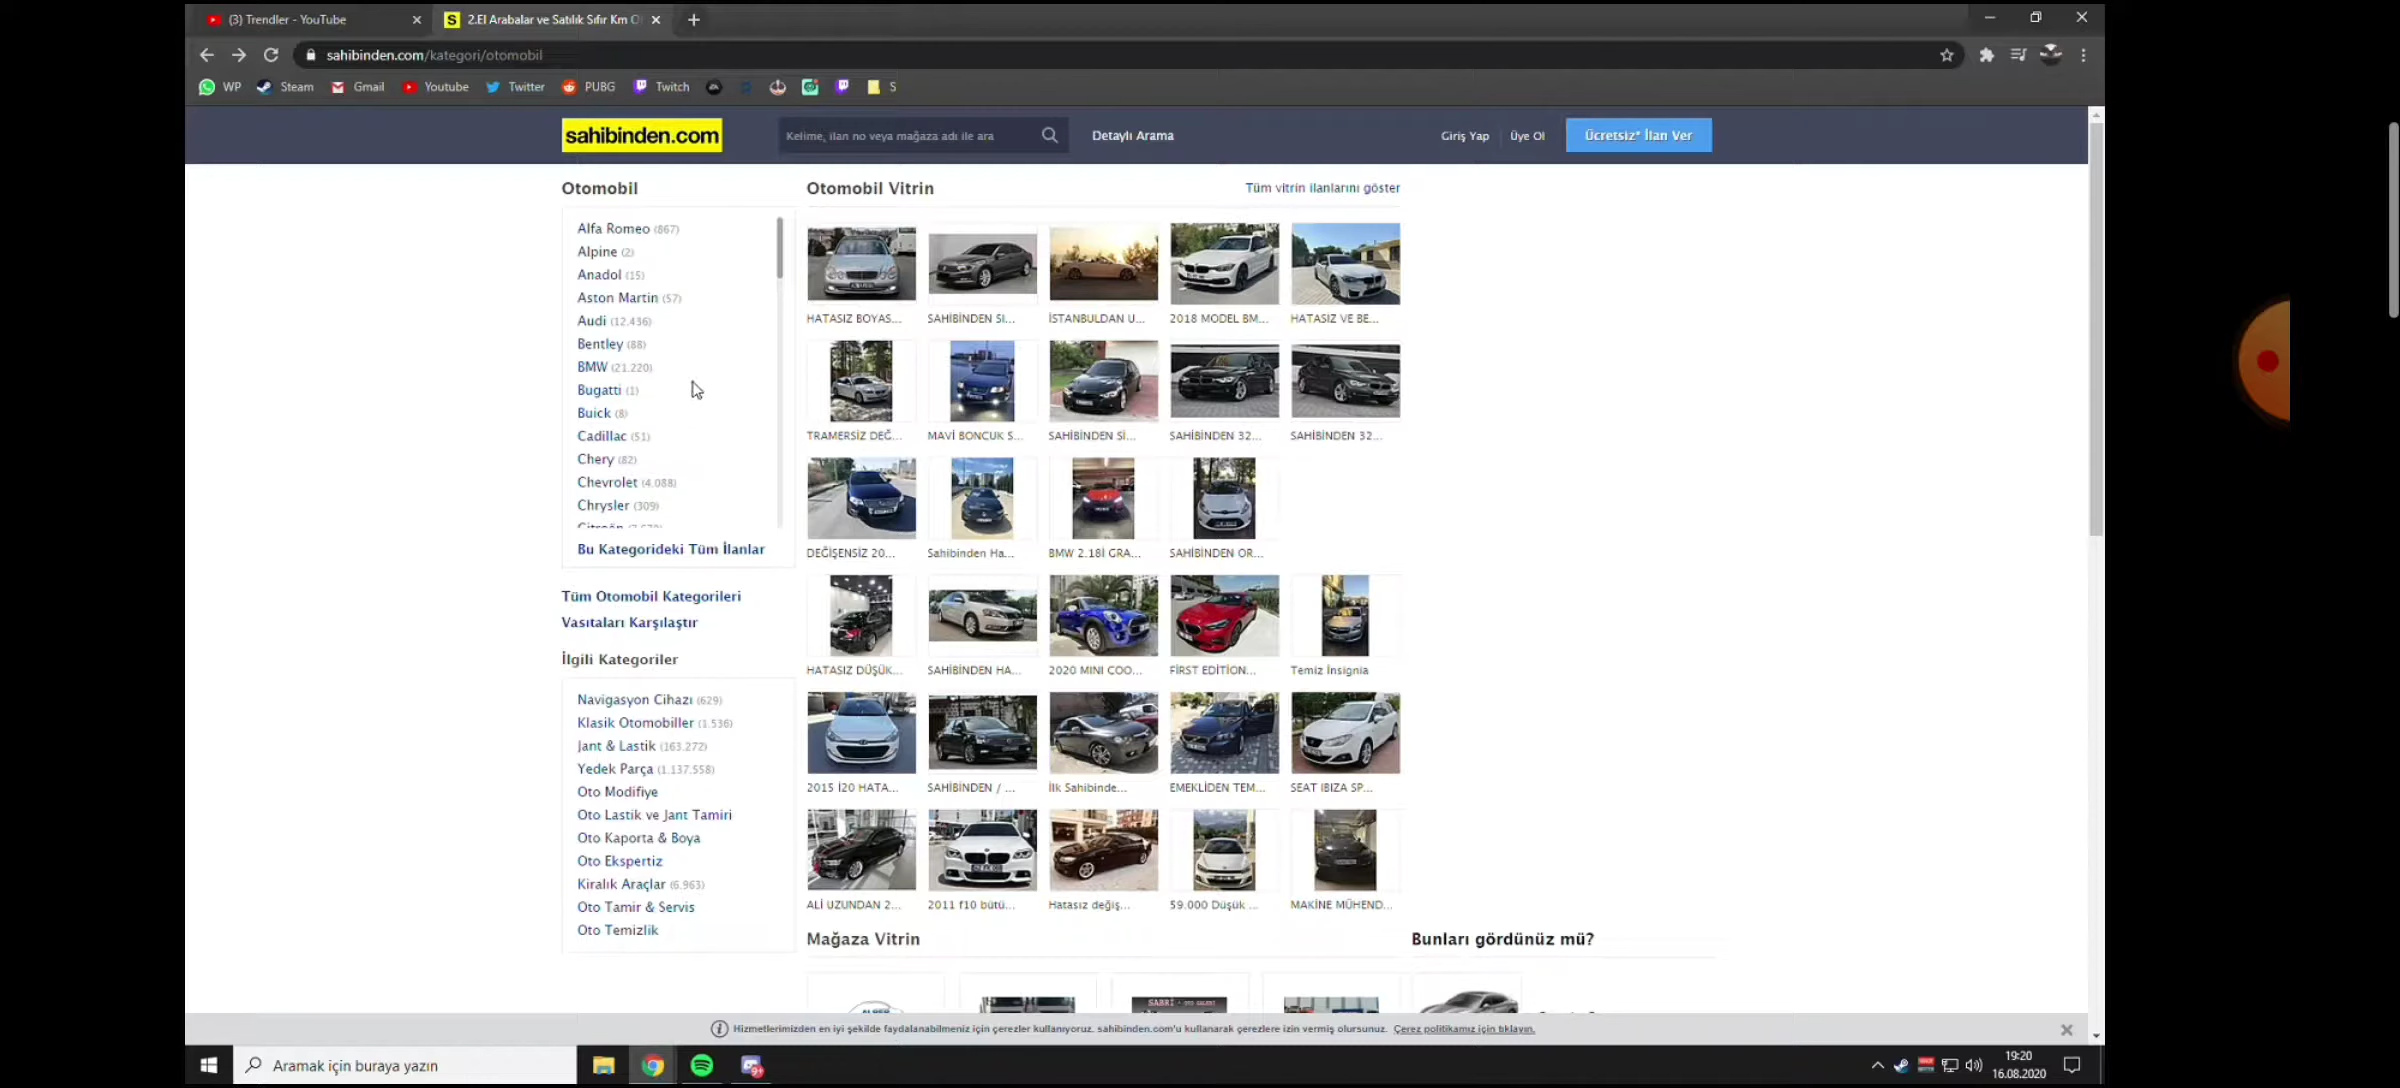 (3) Trendler - YouTube
2.El Arabalar ve Satılık Sıfır Km O
sahibinden.com/kategori/otomobil
WP Steam Gmail Youtube Twitter PUBG Twitch S
sahibinden.com
Kelime, ilan no veya mağaza adı ile ara
Detaylı Arama
Giriş Yap
Üye Ol
Ücretsiz* İlan Ver
Otomobil
Alfa Romeo (867)
Alpine (2)
Anadol (15)
Aston Martin (57)
Audi (12.436)
Bentley (88)
BMW (21.220)
Bugatti (1)
Buick (8)
Cadillac (51)
Chery (82)
Chevrolet (4.088)
Chrysler (309)
Bu Kategorideki Tüm İlanlar
Tüm Otomobil Kategorileri
Vasıtaları Karşılaştır
İlgili Kategoriler
Navigasyon Cihazı (629)
Klasik Otomobiller (1.536)
Jant & Lastik (163.272)
Yedek Parça (1.137.558)
Oto Modifiye
Oto Lastik ve Jant Tamiri
Oto Kaporta & Boya
Oto Ekspertiz
Kiralık Araçlar (6.963)
Oto Tamir & Servis
Oto Temizlik
Otomobil Vitrin
Tüm vitrin ilanlarını göster
HATASIZ BOYAS... SAHİBİNDEN SI... İSTANBULDAN U... 2018 MODEL BM... HATASIZ VE BE...
TRAMERSİZ DEĞ... MAVİ BONCUK S... SAHİBİNDEN Sİ... SAHİBİNDEN 32... SAHİBİNDEN 32...
DEĞİŞENSİZ 20... Sahibinden Ha... BMW 2.18İ GRA... SAHİBİNDEN OR...
HATASIZ DÜŞÜK... SAHİBİNDEN HA... 2020 MINI COO... FİRST EDİTİON... Temiz İnsignia
2015 İ20 HATA... SAHİBİNDEN / ... İlk Sahibinde... EMEKLİDEN TEM... SEAT IBIZA SP...
ALİ UZUNDAN 2... 2011 f10 bütü... Hatasız değiş... 59.000 Düşük ... MAKİNE MÜHEND...
Mağaza Vitrin
Bunları gördünüz mü?
Hizmetlerimizden en iyi şekilde faydalanabilmeniz için çerezler kullanıyoruz. sahibinden.com'u kullanarak çerezlere izin vermiş olursunuz. Çerez politikamız için tıklayın.
Aramak için buraya yazın
19:20
16.08.2020